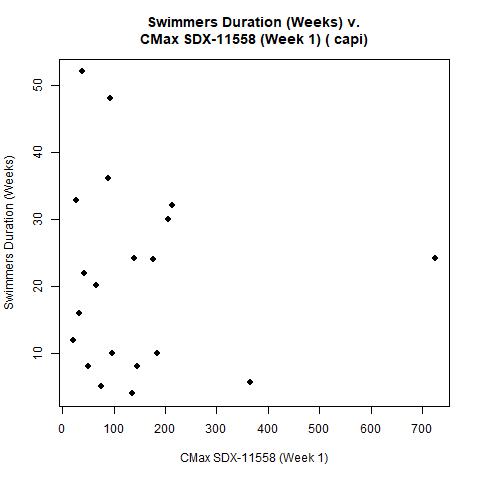 Swimmers Duration (Weeks) v.
CMax SDX-11558 (Week 1) ( capi)
Swimmers Duration (Weeks)
50
40
30
20
10
0 100 200 300 400 500 600 700
CMax SDX-11558 (Week 1)